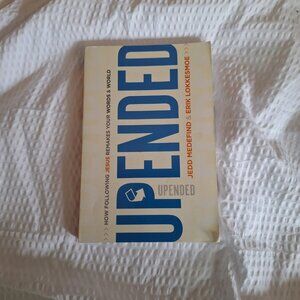 >>> HOW FOLLOWING JESUS REMAKES YOUR WORDS & WORLD
UPENDED
UPENDED
JEDD MEDEFIND & ERIK LOKKESMOE >>>